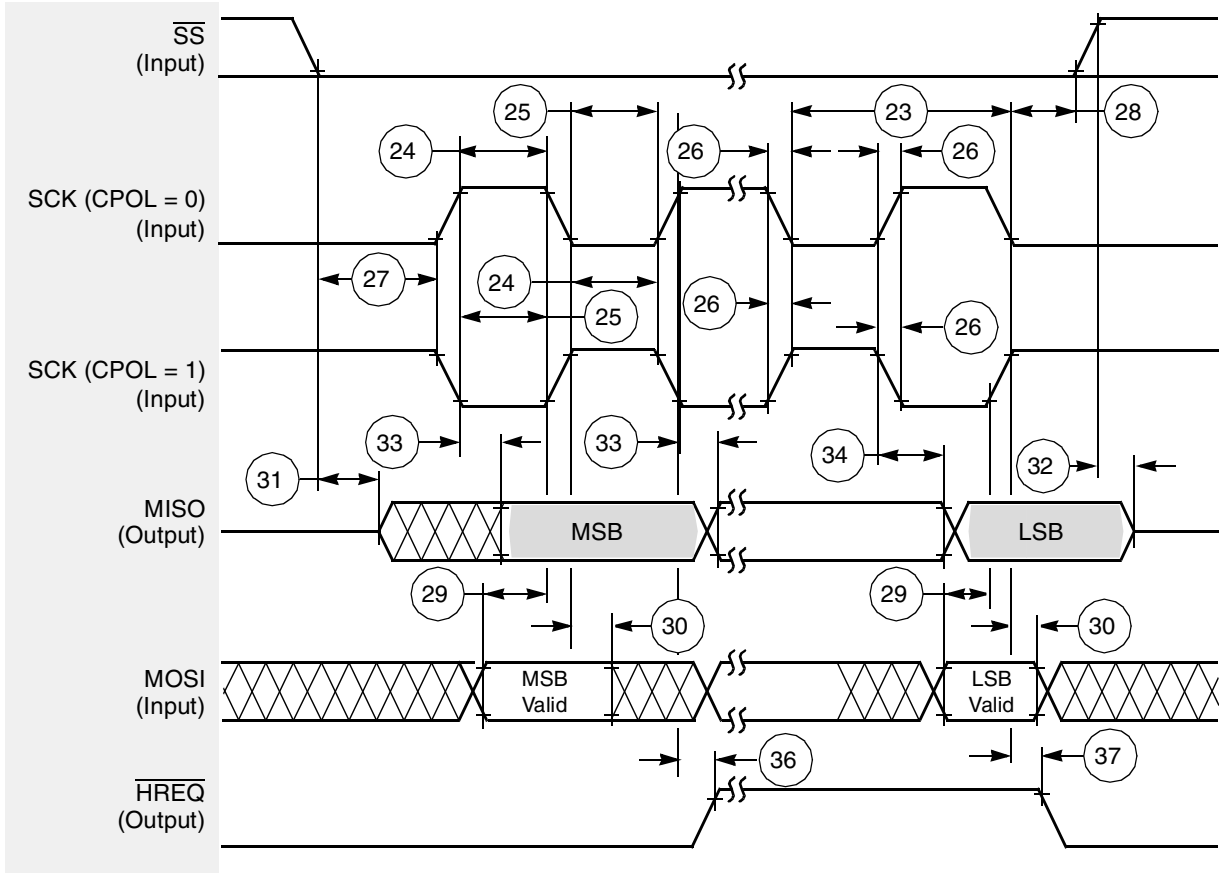 SS
(Input)
25
23
28
24
26
26
SCK (CPOL = 0)
(Input)
27
24
26
25
26
SCK (CPOL = 1)
(Input)
33
33
34
31
32
MISO
(Output)
MSB
LSB
29
29
30
30
MOSI
(Input)
MSB
Valid
LSB
Valid
36
37
HREQ
(Output)